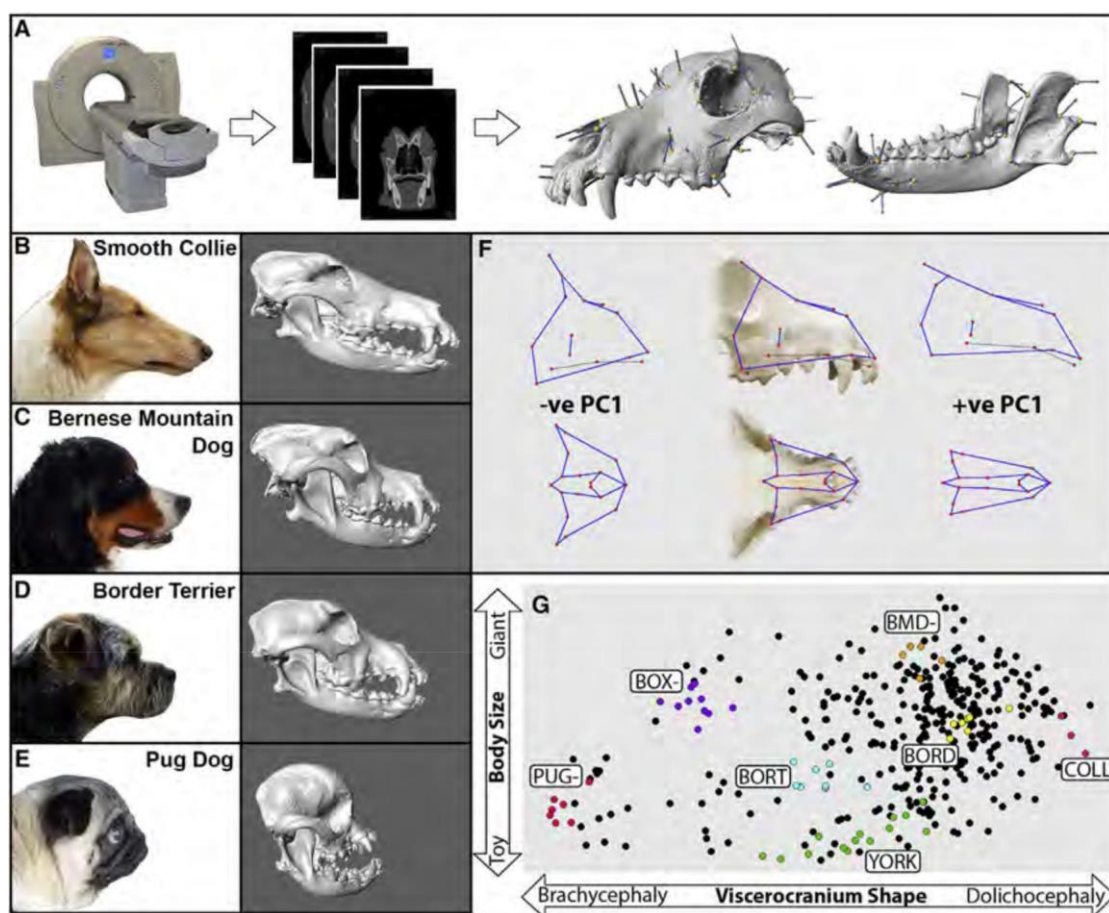 A
B
Smooth Collie
C
Bernese Mountain
Dog
D
Border Terrier
E
Pug Dog
F
-ve PC1
+ve PC1
G
Giant
Body Size
Toy
BMD-
BOX-
PUG-
BORT
BORD
COLL
YORK
Brachycephaly
Viscerocranium Shape
Dolichocephaly